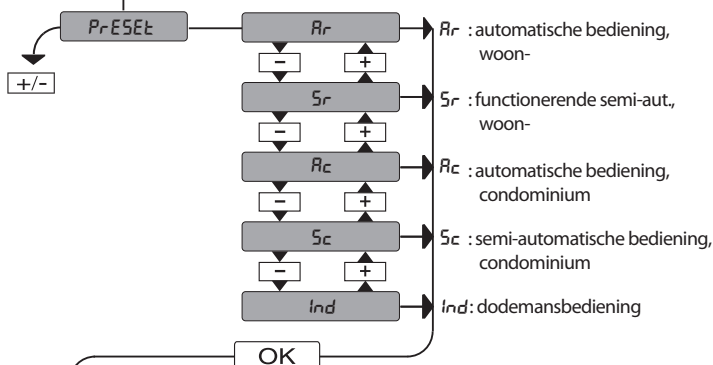 PrESEt
Ar
Ar : automatische bediening,
woon-
+/-
- +
Sr
Sr : functionerende semi-aut.,
woon-
- +
Ac
Ac : automatische bediening,
condominium
- +
Sc
Sc : semi-automatische bediening,
condominium
- +
Ind
Ind: dodemansbediening
OK